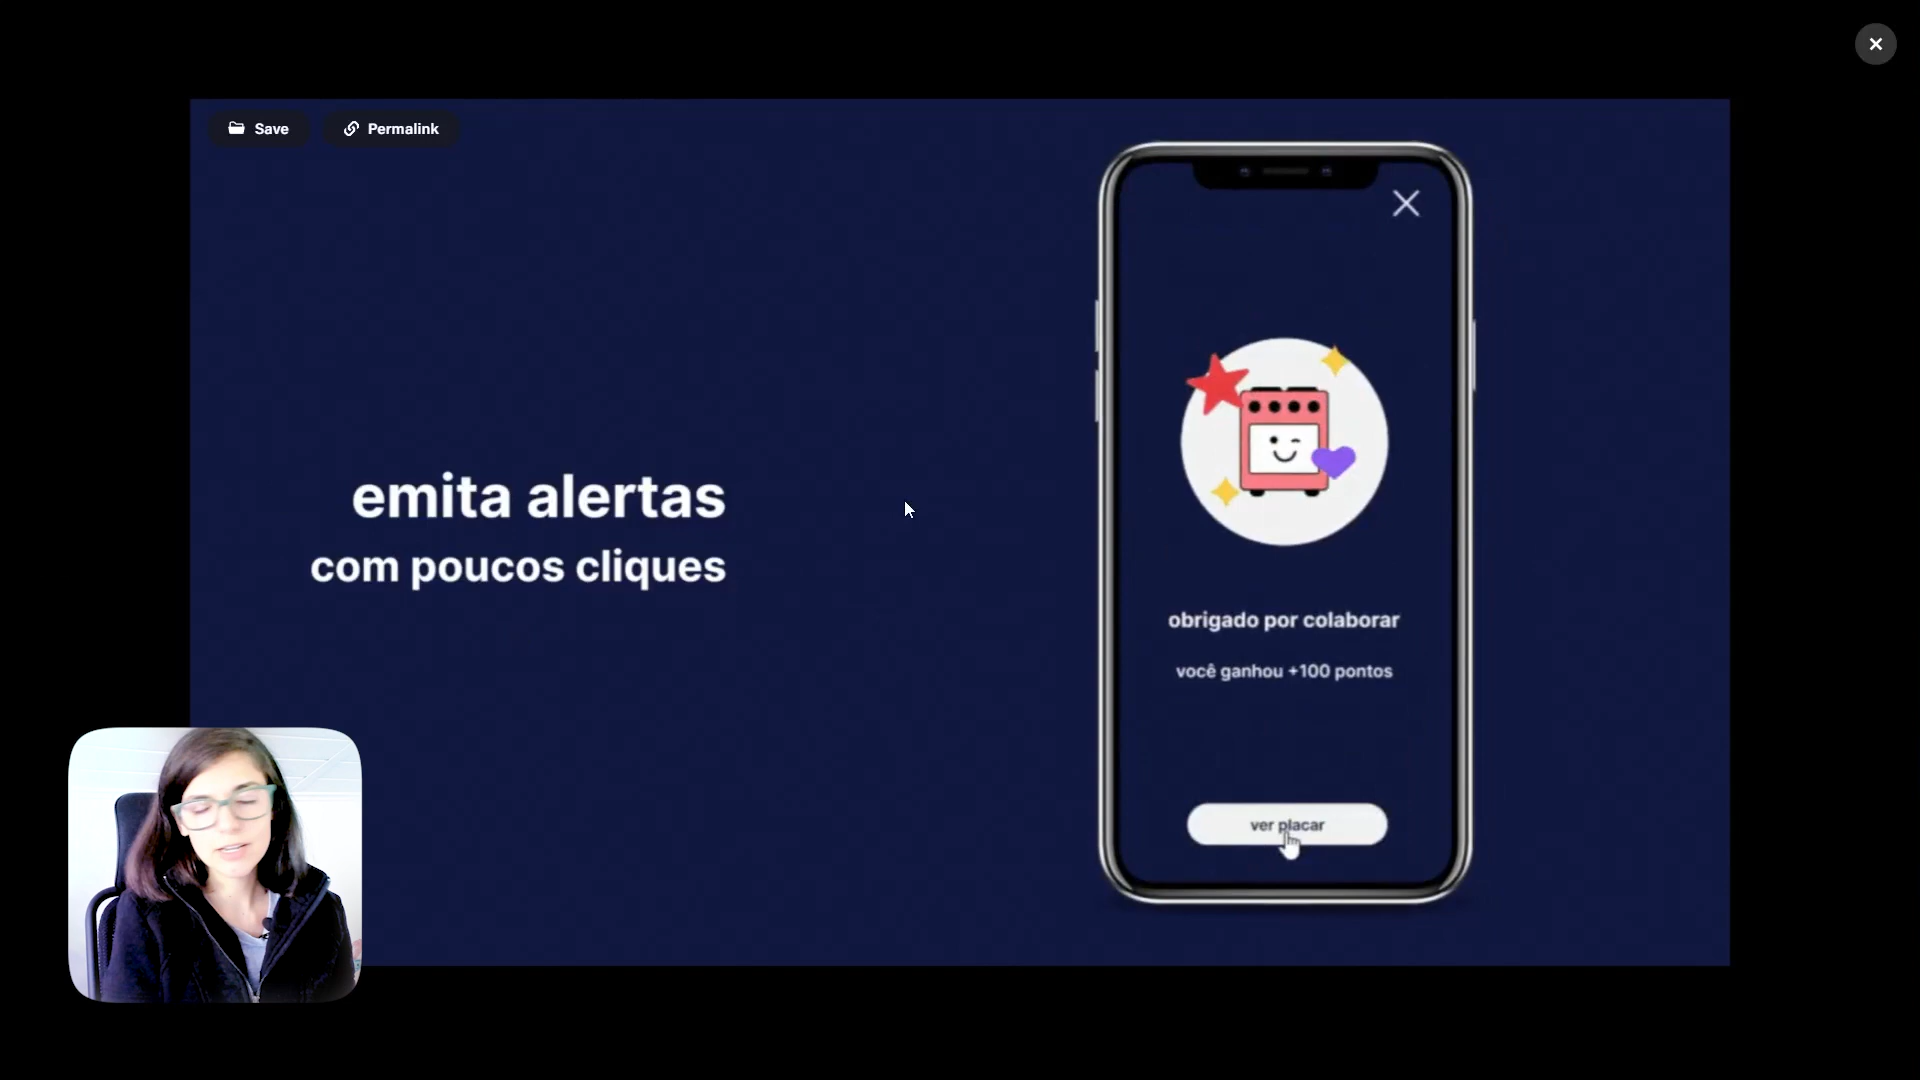 Save
Permalink
emita alertas
com poucos cliques
obrigado por colaborar
você ganhou +100 pontos
ver placar